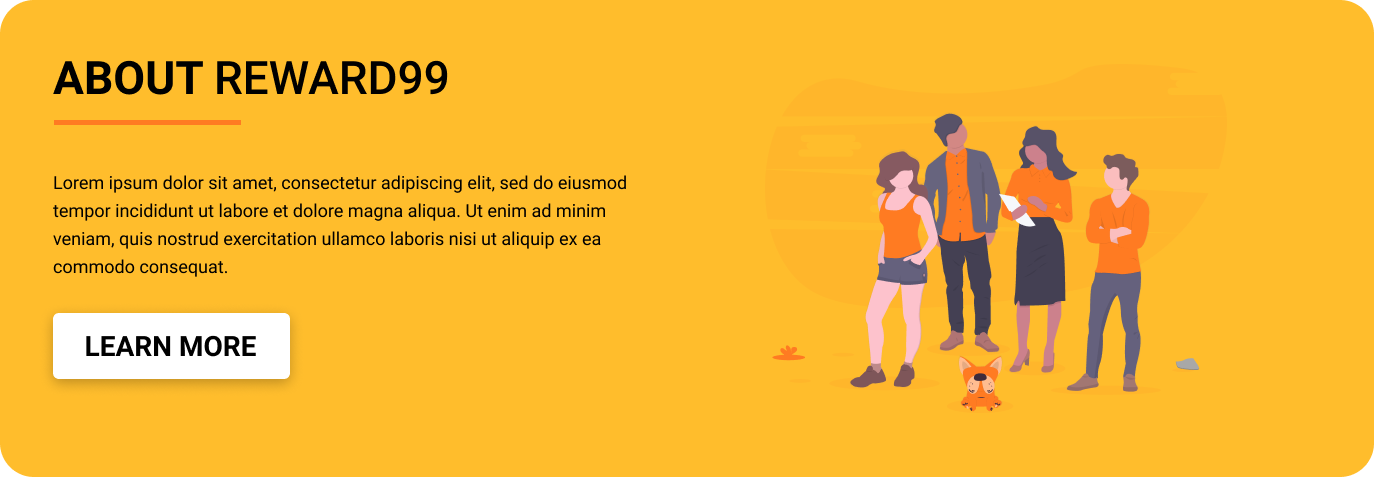 ABOUT REWARD99
Lorem ipsum dolor sit amet, consectetur adipiscing elit, sed do eiusmod
tempor incididunt ut labore et dolore magna aliqua. Ut enim ad minim
veniam, quis nostrud exercitation ullamco laboris nisi ut aliquip ex ea
commodo consequat.
LEARN MORE